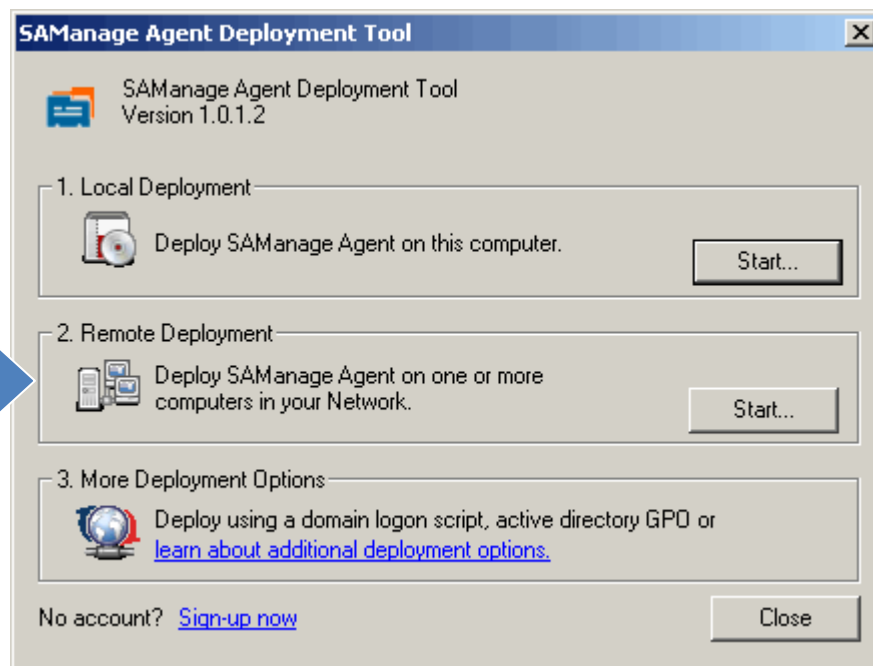 SAManage Agent Deployment Tool
SAManage Agent Deployment Tool
Version 1.0.1.2
1. Local Deployment
Deploy SAManage Agent on this computer.
Start...
2. Remote Deployment
Deploy SAManage Agent on one or more
computers in your Network.
Start...
3. More Deployment Options
Deploy using a domain logon script, active directory GPO or
learn about additional deployment options.
No account? Sign-up now
Close